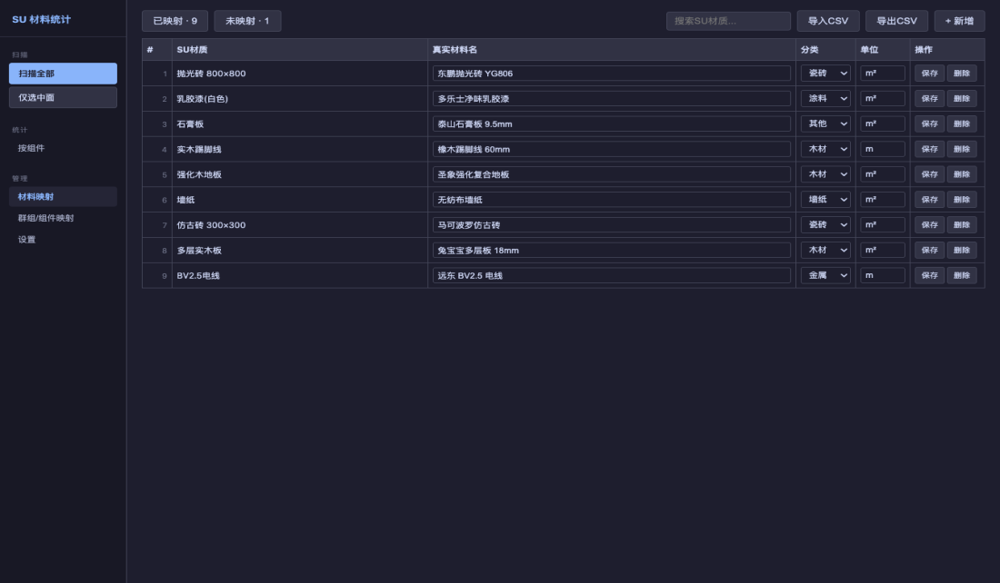 SU 材料统计
扫描
扫描全部
仅选中面
统计
按组件
管理
材料映射
群组/组件映射
设置
已映射 · 9 未映射 · 1 搜索SU材质... 导入CSV 导出CSV + 新增
# SU材质 真实材料名 分类 单位 操作
1 抛光砖 800×800 东鹏抛光砖 YG806 瓷砖 m² 保存 删除
2 乳胶漆(白色) 多乐士净味乳胶漆 涂料 m² 保存 删除
3 石膏板 泰山石膏板 9.5mm 其他 m² 保存 删除
4 实木踢脚线 橡木踢脚线 60mm 木材 m 保存 删除
5 强化木地板 圣象强化复合地板 木材 m² 保存 删除
6 墙纸 无纺布墙纸 墙纸 m² 保存 删除
7 仿古砖 300×300 马可波罗仿古砖 瓷砖 m² 保存 删除
8 多层实木板 兔宝宝多层板 18mm 木材 m² 保存 删除
9 BV2.5电线 远东 BV2.5 电线 金属 m 保存 删除